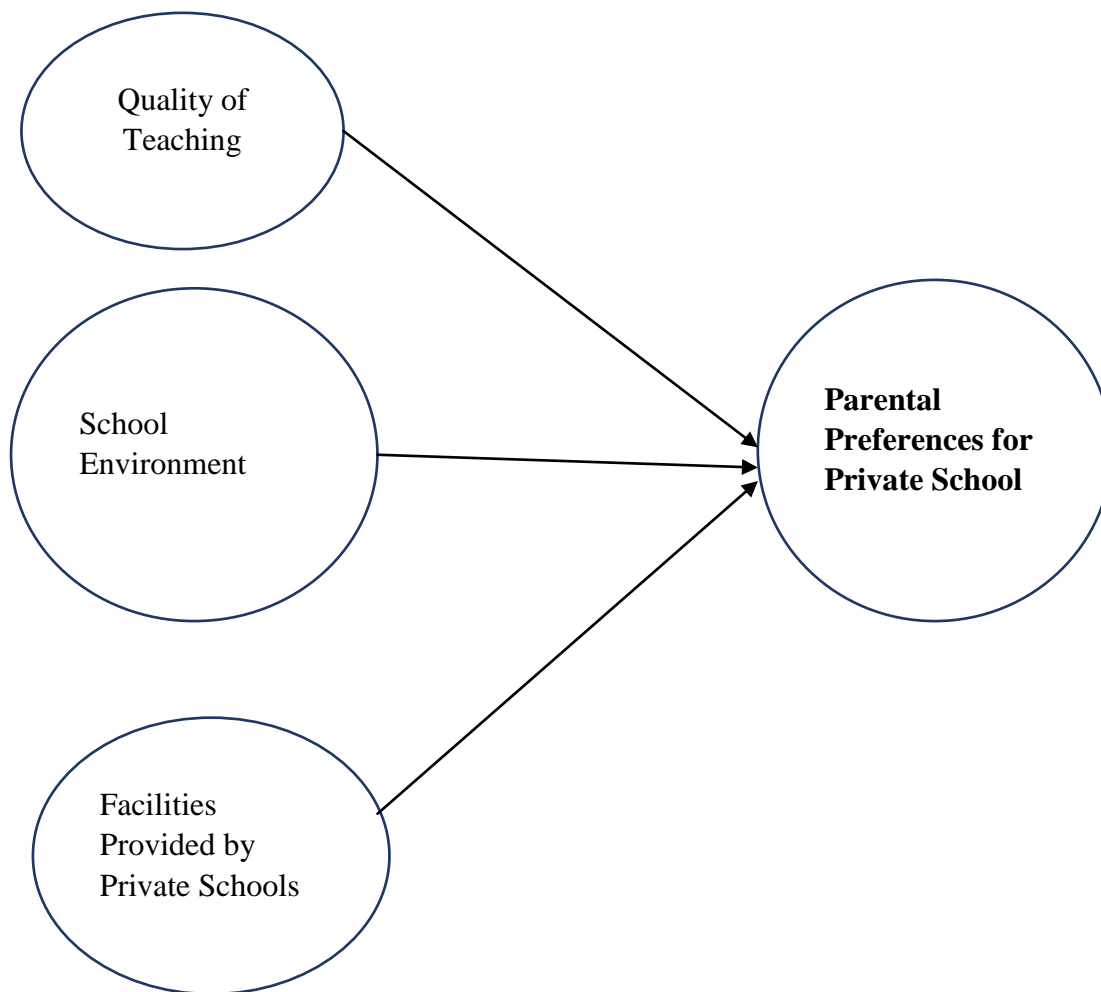 Quality of
Teaching
School
Environment
Parental
Preferences for
Private School
Facilities
Provided by
Private Schools